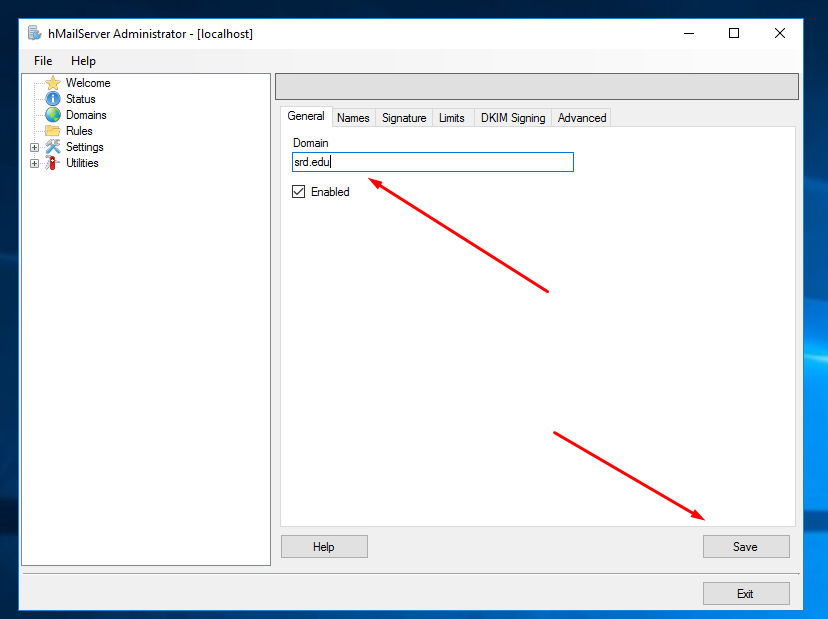 hMailServer Administrator - [localhost]
File Help
Welcome
Status
Domains
Rules
Settings
Utilities
General Names Signature Limits DKIM Signing Advanced
Domain
srd.edu
Enabled
Help Save
Exit